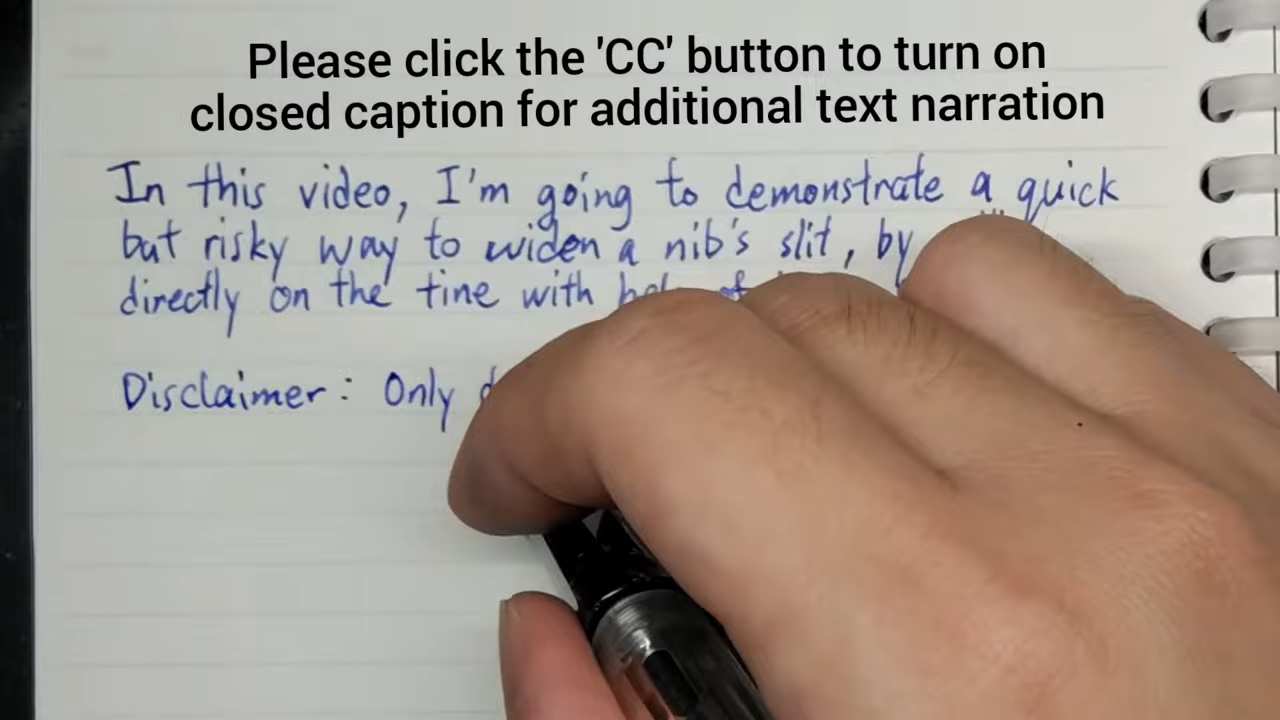 Please click the 'CC' button to turn on
closed caption for additional text narration
In this video, I'm going to demonstrate a quick
but risky way to widen a nib's slit, by
directly on the tine with of
Disclaimer: Only